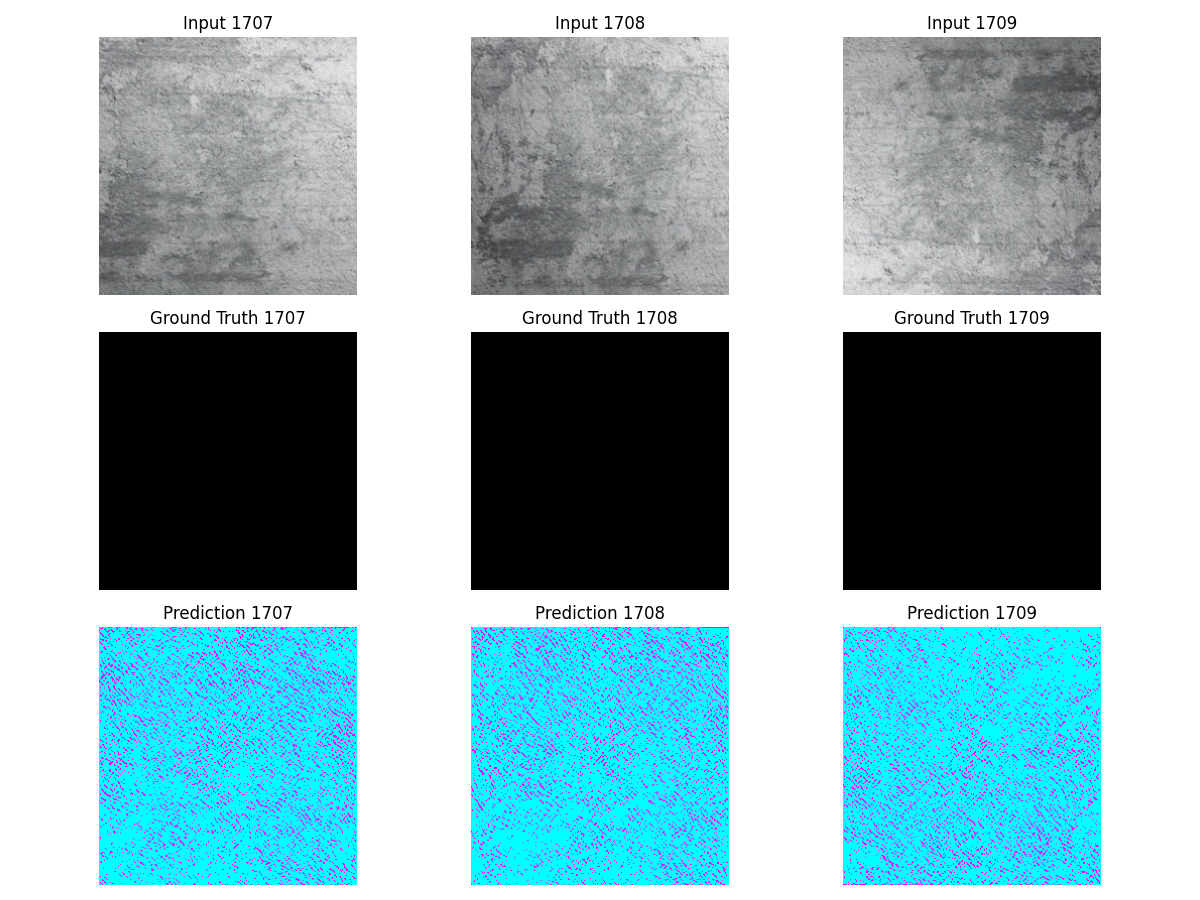 Input 1707
Input 1708
Input 1709
Ground Truth 1707
Ground Truth 1708
Ground Truth 1709
Prediction 1707
Prediction 1708
Prediction 1709